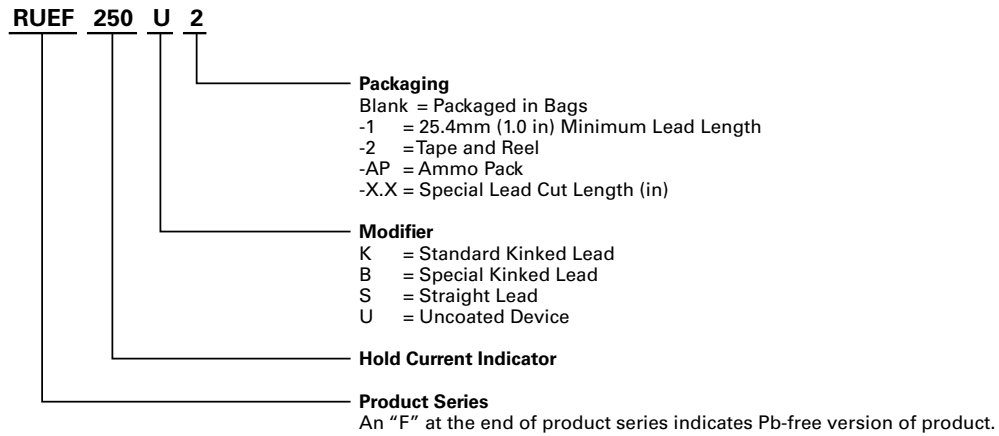 RUEF 250 U 2
Packaging
Blank = Packaged in Bags
-1 = 25.4mm (1.0 in) Minimum Lead Length
-2 =Tape and Reel
-AP = Ammo Pack
-X.X = Special Lead Cut Length (in)
Modifier
K = Standard Kinked Lead
B = Special Kinked Lead
S = Straight Lead
U = Uncoated Device
Hold Current Indicator
Product Series
An “F” at the end of product series indicates Pb-free version of product.